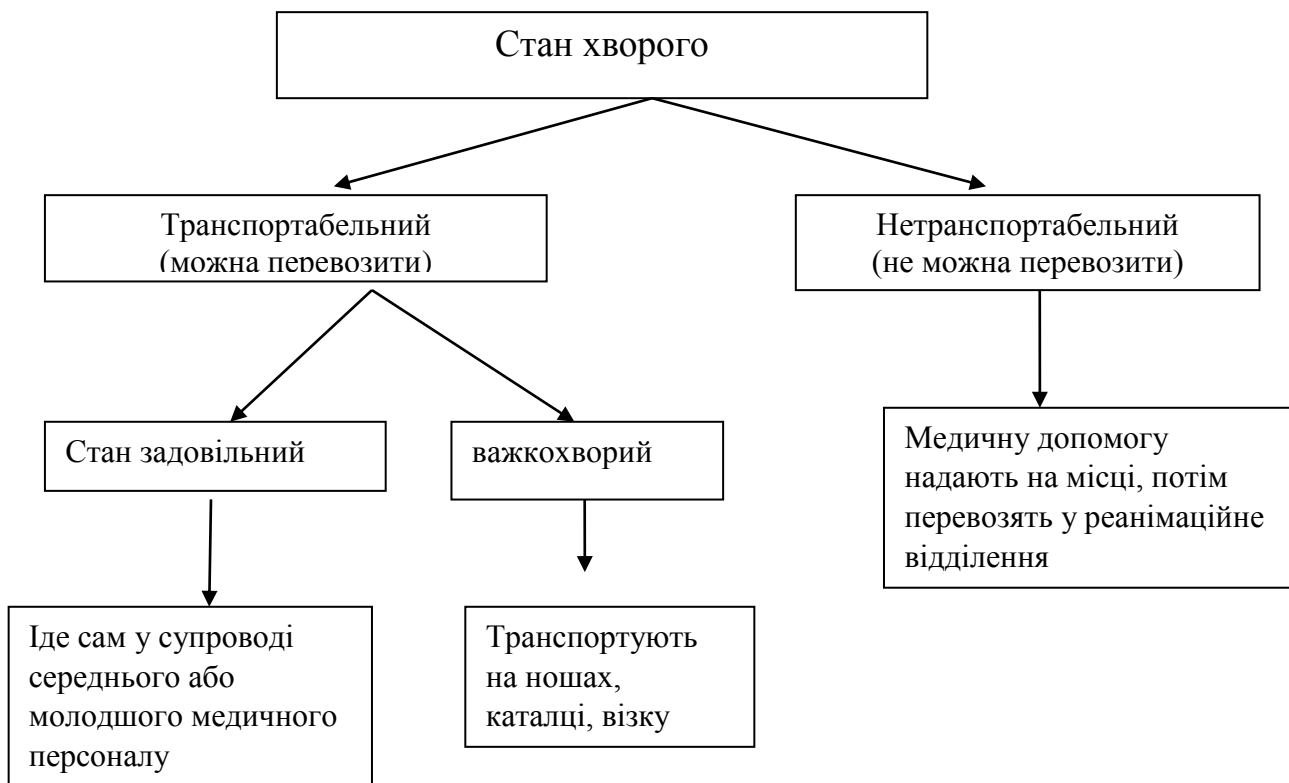 Стан хворого
Транспортабельний
(можна перевозити)
Нетранспортабельний
(не можна перевозити)
Стан задовільний
важкохворий
Медичну допомогу
надають на місці, потім
перевозять у реанімаційне
відділення
Іде сам у супроводі
середнього або
молодшого медичного
персоналу
Транспортують
на ношах,
каталці, візку